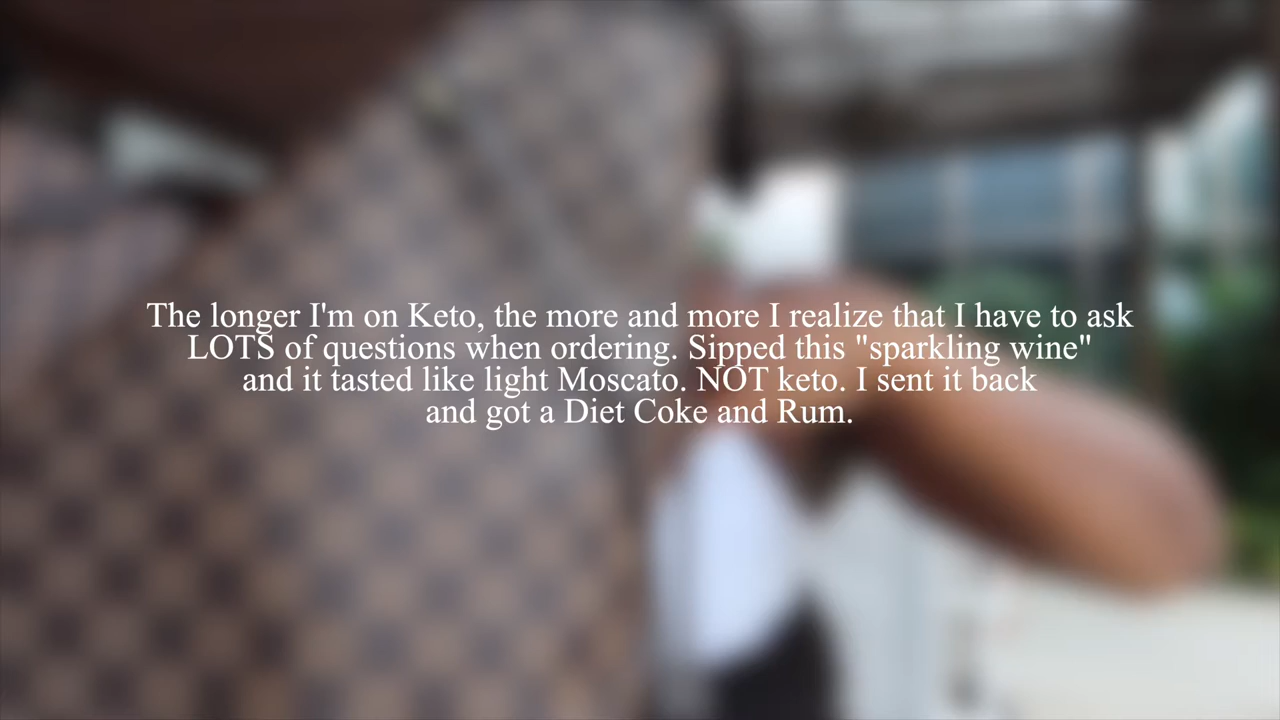 The longer I'm on Keto, the more and more I realize that I have to ask
LOTS of questions when ordering. Sipped this "sparkling wine"
and it tasted like light Moscato. NOT keto. I sent it back
and got a Diet Coke and Rum.